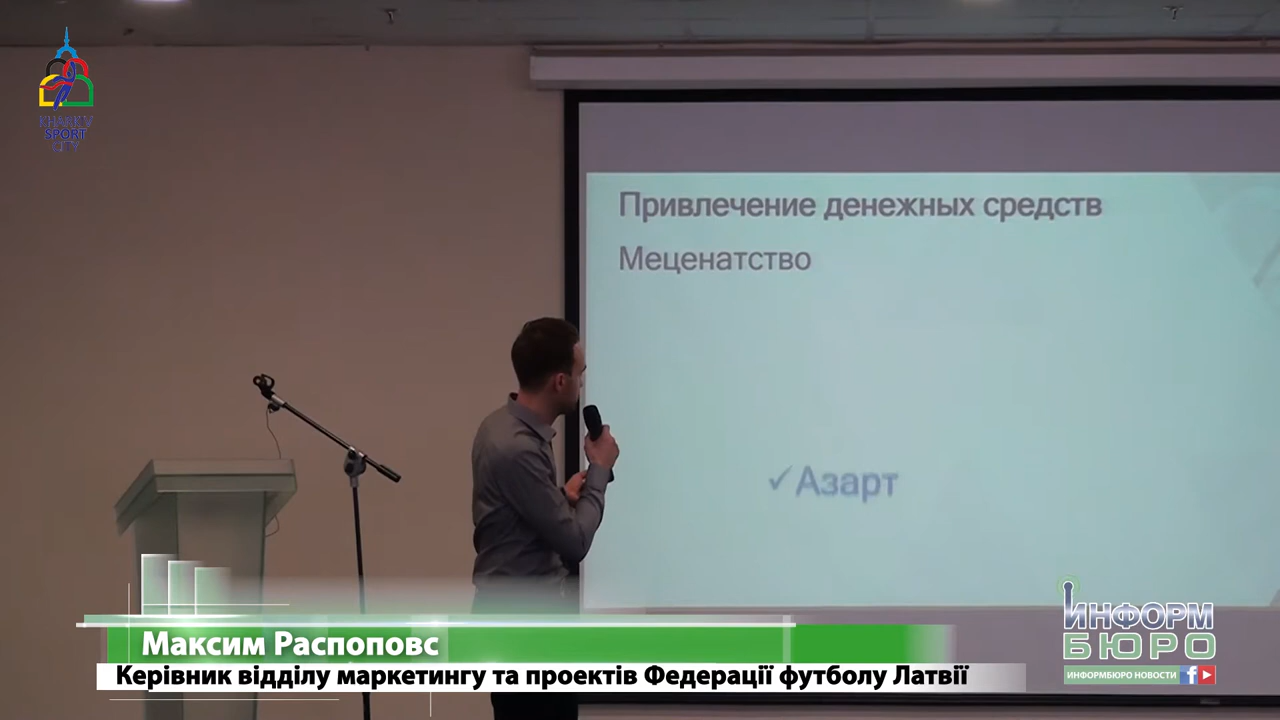 KHARKIV
SPORT
CITY
Привлечение денежных средств
Меценатство
✓Азарт
Максим Распоповс
Керівник відділу маркетингу та проектів Федерації футболу Латвії
ИНФОРМ
БЮРО
ИНФОРМБЮРО НОВОСТИ